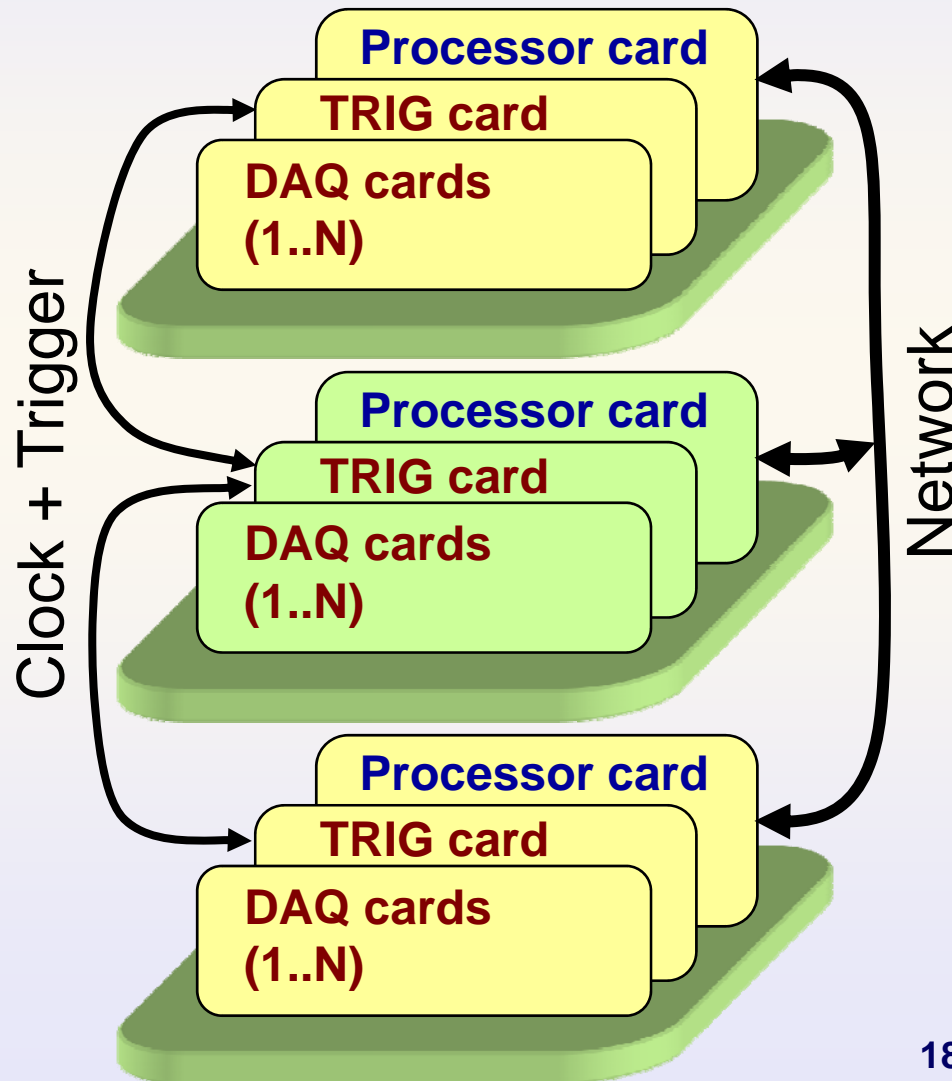 Processor card
TRIG card
DAQ cards
(1..N)
Clock + Trigger
Network
Processor card
TRIG card
DAQ cards
(1..N)
Processor card
TRIG card
DAQ cards
(1..N)
18